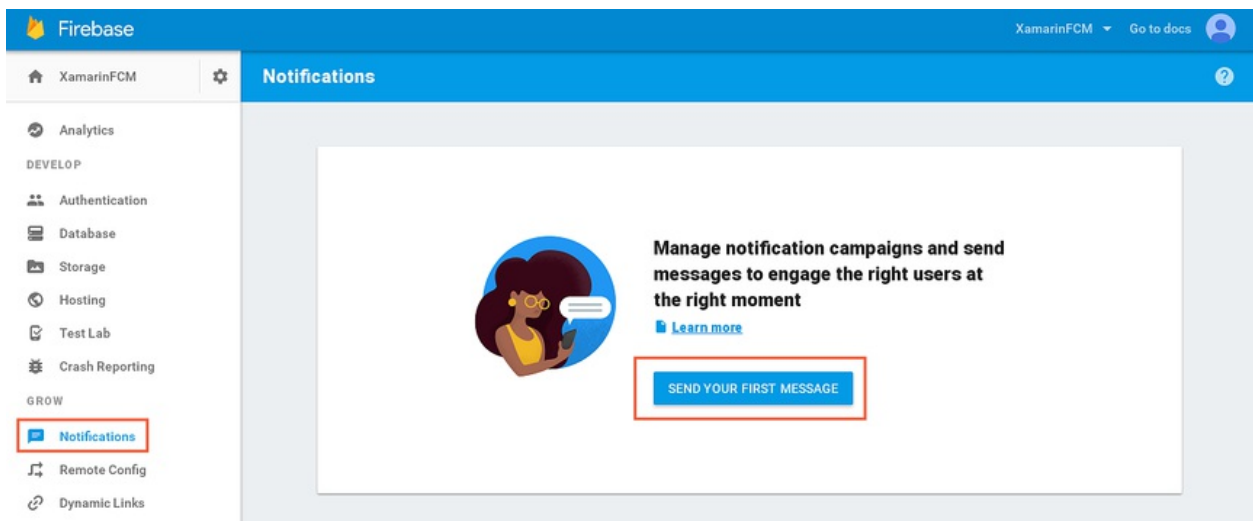 Firebase
XamarinFCM
Go to docs
XamarinFCM
Notifications
?
Analytics
DEVELOP
Authentication
Database
Storage
Hosting
Test Lab
Crash Reporting
GROW
Notifications
Remote Config
Dynamic Links
Manage notification campaigns and send
messages to engage the right users at
the right moment
Learn more
SEND YOUR FIRST MESSAGE